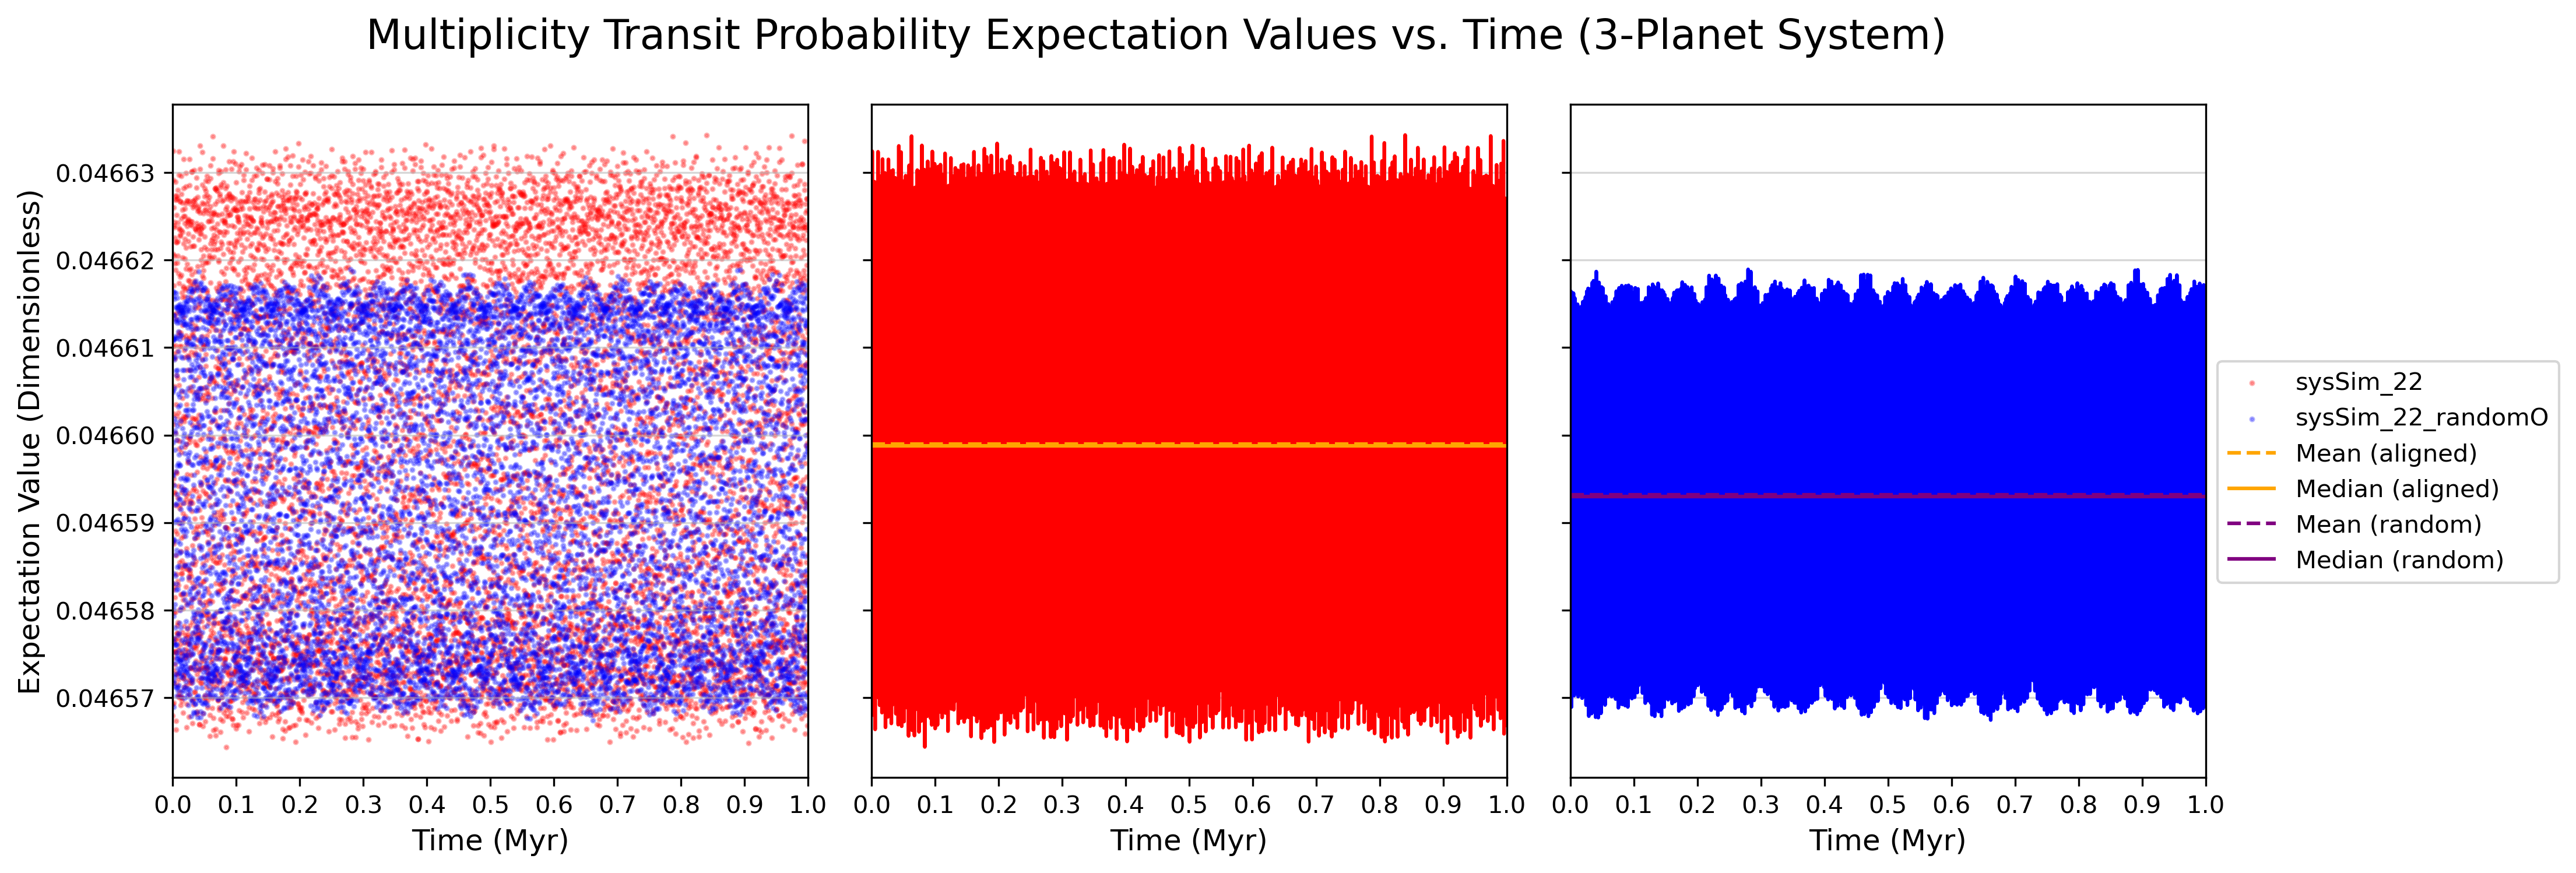 Multiplicity Transit Probability Expectation Values vs. Time (3-Planet System)
Expectation Value (Dimensionless)
0.04663
0.04662
0.04661
0.04660
0.04659
0.04658
0.04657
0.0 0.1 0.2 0.3 0.4 0.5 0.6 0.7 0.8 0.9 1.0
Time (Myr)
0.0 0.1 0.2 0.3 0.4 0.5 0.6 0.7 0.8 0.9 1.0
Time (Myr)
0.0 0.1 0.2 0.3 0.4 0.5 0.6 0.7 0.8 0.9 1.0
Time (Myr)
sysSim_22
sysSim_22_randomO
Mean (aligned)
Median (aligned)
Mean (random)
Median (random)